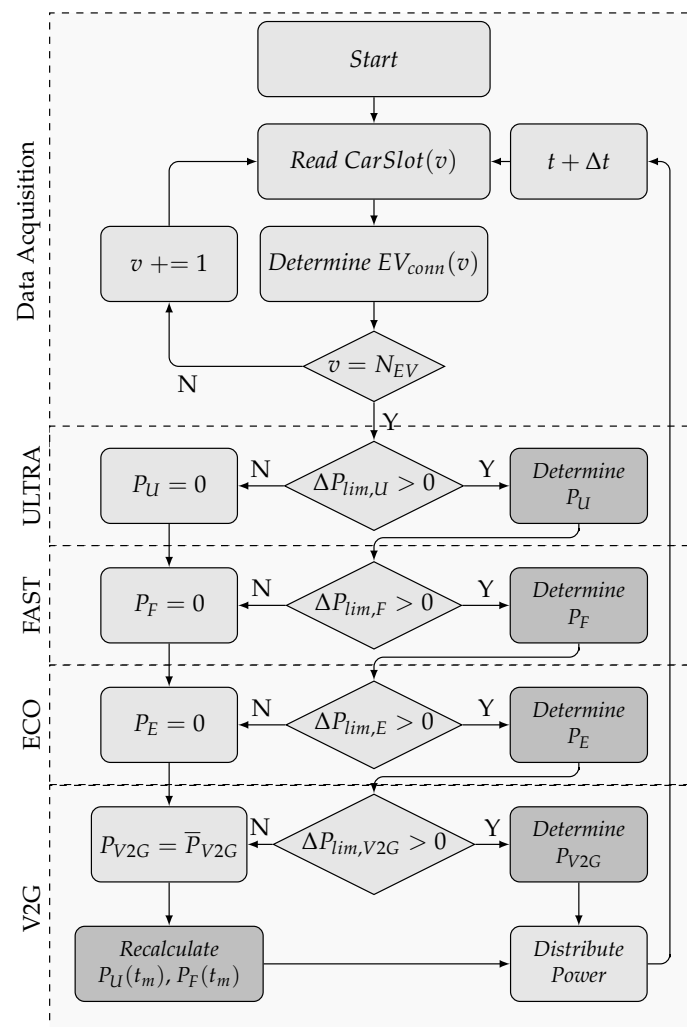 Data Acquisition
Start
Read CarSlot(v)
t + Δt
v += 1
Determine EV_conn(v)
v = N_EV
N
Y
ULTRA
P_U = 0
N
ΔP_lim,U > 0
Y
Determine
P_U
FAST
P_F = 0
N
ΔP_lim,F > 0
Y
Determine
P_F
ECO
P_E = 0
N
ΔP_lim,E > 0
Y
Determine
P_E
V2G
P_V2G = P̅_V2G
N
ΔP_lim,V2G > 0
Y
Determine
P_V2G
Recalculate
P_U(t_m), P_F(t_m)
Distribute
Power